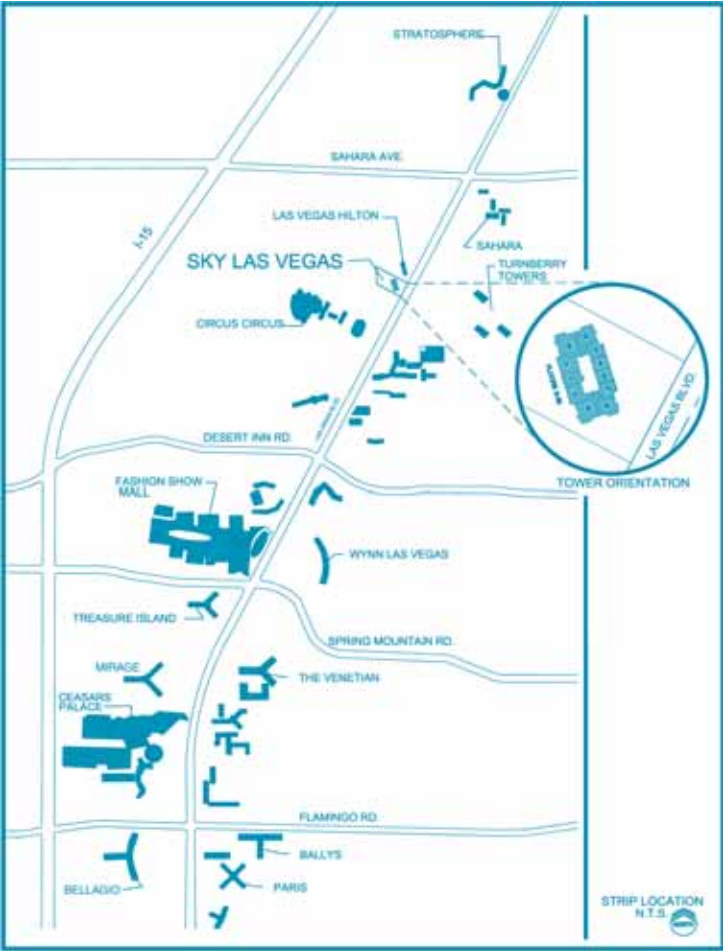 STRATOSPHERE
SAHARA AVE.
I-15
LAS VEGAS HILTON
SKY LAS VEGAS
SAHARA
TURNBERRY
TOWERS
CIRCUS CIRCUS
LAS VEGAS BLVD.
DESERT INN RD.
TOWER ORIENTATION
FASHION SHOW
MALL
WYNN LAS VEGAS
TREASURE ISLAND
SPRING MOUNTAIN RD.
MIRAGE
THE VENETIAN
CEASARS
PALACE
FLAMINGO RD.
BALLYS
BELLAGIO
PARIS
STRIP LOCATION
N.T.S.
NORTH